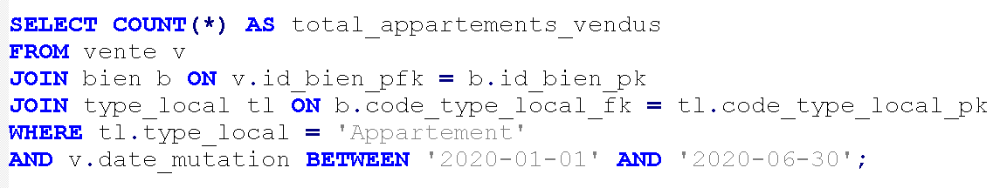 SELECT COUNT(*) AS total_appartements_vendus
FROM vente v
JOIN bien b ON v.id_bien_pfk = b.id_bien_pk
JOIN type_local tl ON b.code_type_local_fk = tl.code_type_local_pk
WHERE tl.type_local = 'Appartement'
AND v.date_mutation BETWEEN '2020-01-01' AND '2020-06-30';